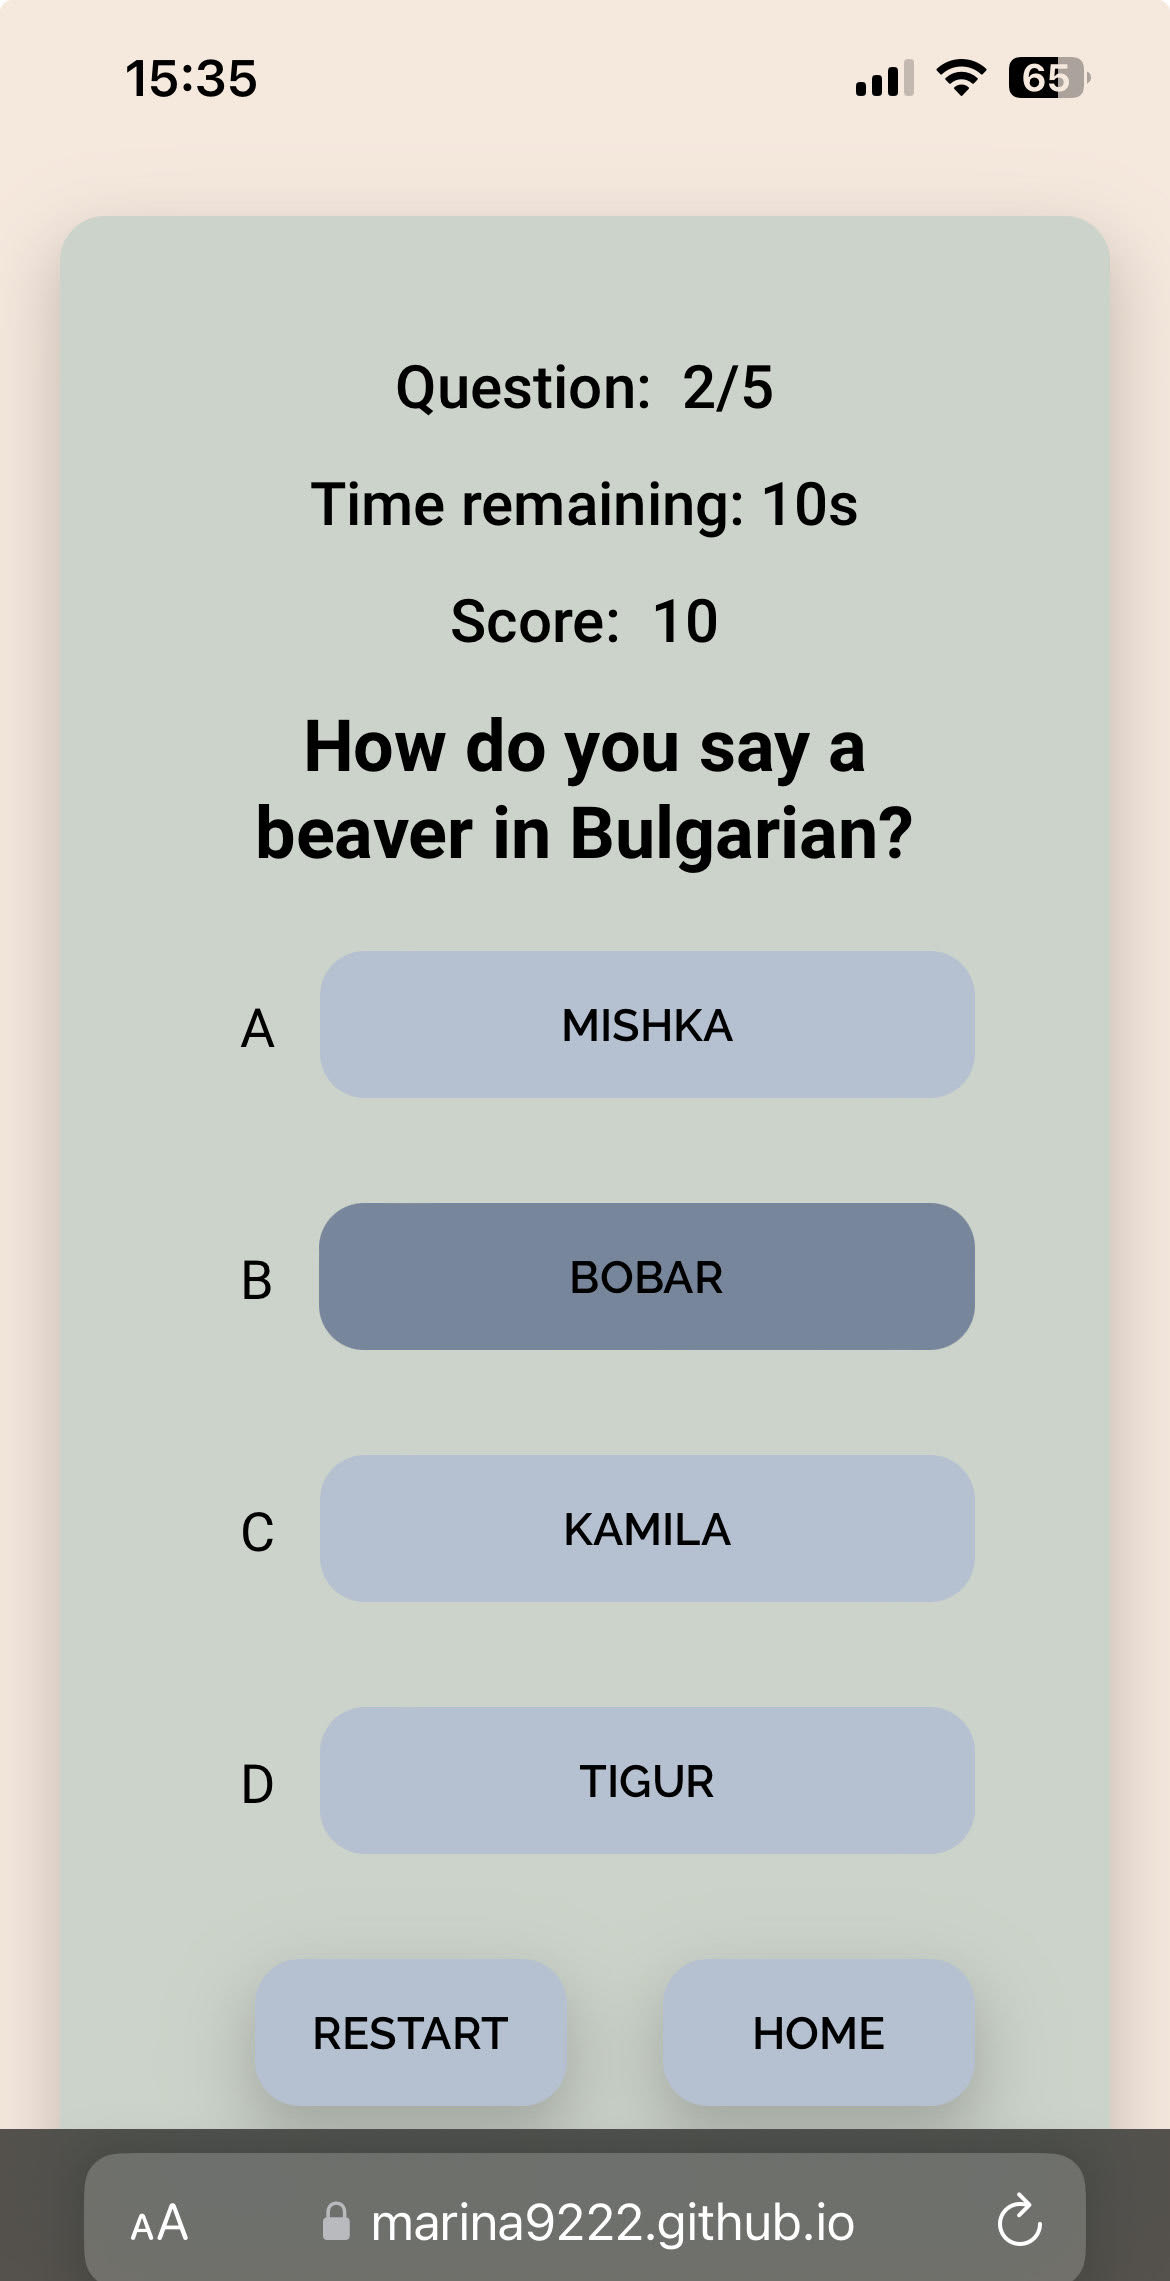 15:35
65
Question: 2/5
Time remaining: 10s
Score: 10
How do you say a
beaver in Bulgarian?
A MISHKA
B BOBAR
C KAMILA
D TIGUR
RESTART HOME
AA marina9222.github.io